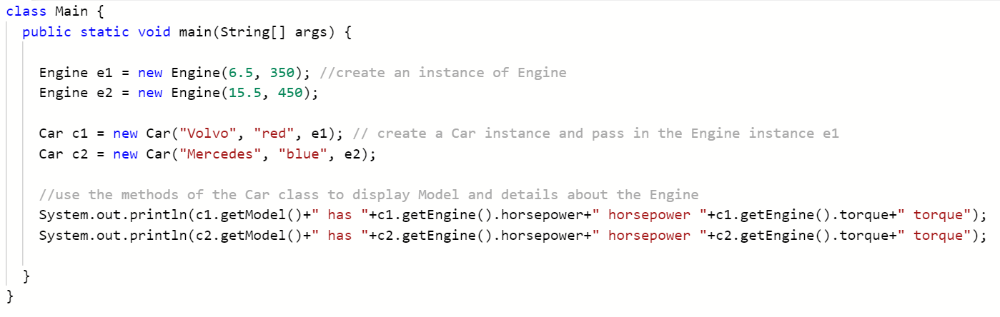 class Main {
  public static void main(String[] args) {

    Engine e1 = new Engine(6.5, 350); //create an instance of Engine
    Engine e2 = new Engine(15.5, 450);

    Car c1 = new Car("Volvo", "red", e1); // create a Car instance and pass in the Engine instance e1
    Car c2 = new Car("Mercedes", "blue", e2);

    //use the methods of the Car class to display Model and details about the Engine
    System.out.println(c1.getModel()+" has "+c1.getEngine().horsepower+" horsepower "+c1.getEngine().torque+" torque");
    System.out.println(c2.getModel()+" has "+c2.getEngine().horsepower+" horsepower "+c2.getEngine().torque+" torque");

  }
}